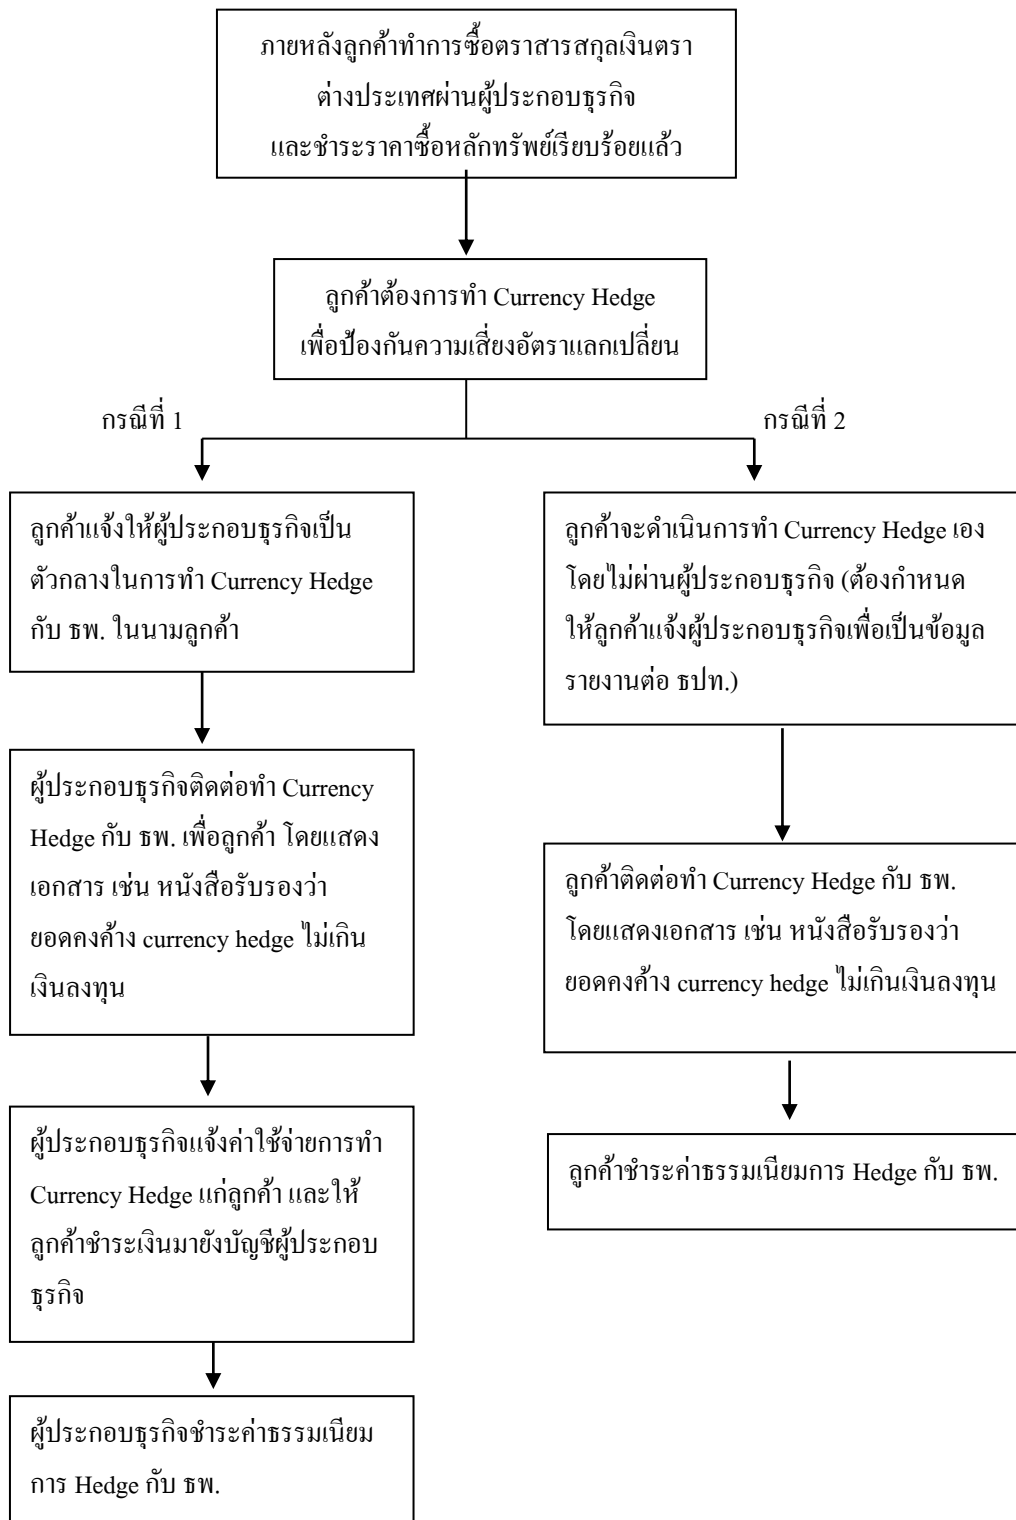 ภายหลังลูกค้าทำการซื้อตราสารสกุลเงินตรา
ต่างประเทศผ่านผู้ประกอบธุรกิจ
และชำระราคาซื้อหลักทรัพย์เรียบร้อยแล้ว
ลูกค้าต้องการทำ Currency Hedge
เพื่อป้องกันความเสี่ยงอัตราแลกเปลี่ยน
กรณีที่ 1
ลูกค้าแจ้งให้ผู้ประกอบธุรกิจเป็น
ตัวกลางในการทำ Currency Hedge
กับ ธพ. ในนามลูกค้า
ผู้ประกอบธุรกิจติดต่อทำ Currency
Hedge กับ ธพ. เพื่อลูกค้า โดยแสดง
เอกสาร เช่น หนังสือรับรองว่า
ยอดคงค้าง currency hedge ไม่เกิน
เงินลงทุน
ผู้ประกอบธุรกิจแจ้งค่าใช้จ่ายการทำ
Currency Hedge แก่ลูกค้า และให้
ลูกค้าชำระเงินมายังบัญชีผู้ประกอบ
ธุรกิจ
ผู้ประกอบธุรกิจชำระค่าธรรมเนียม
การ Hedge กับ ธพ.
กรณีที่ 2
ลูกค้าจะดำเนินการทำ Currency Hedge เอง
โดยไม่ผ่านผู้ประกอบธุรกิจ (ต้องกำหนด
ให้ลูกค้าแจ้งผู้ประกอบธุรกิจเพื่อเป็นข้อมูล
รายงานต่อ ธปท.)
ลูกค้าติดต่อทำ Currency Hedge กับ ธพ.
โดยแสดงเอกสาร เช่น หนังสือรับรองว่า
ยอดคงค้าง currency hedge ไม่เกินเงินลงทุน
ลูกค้าชำระค่าธรรมเนียมการ Hedge กับ ธพ.